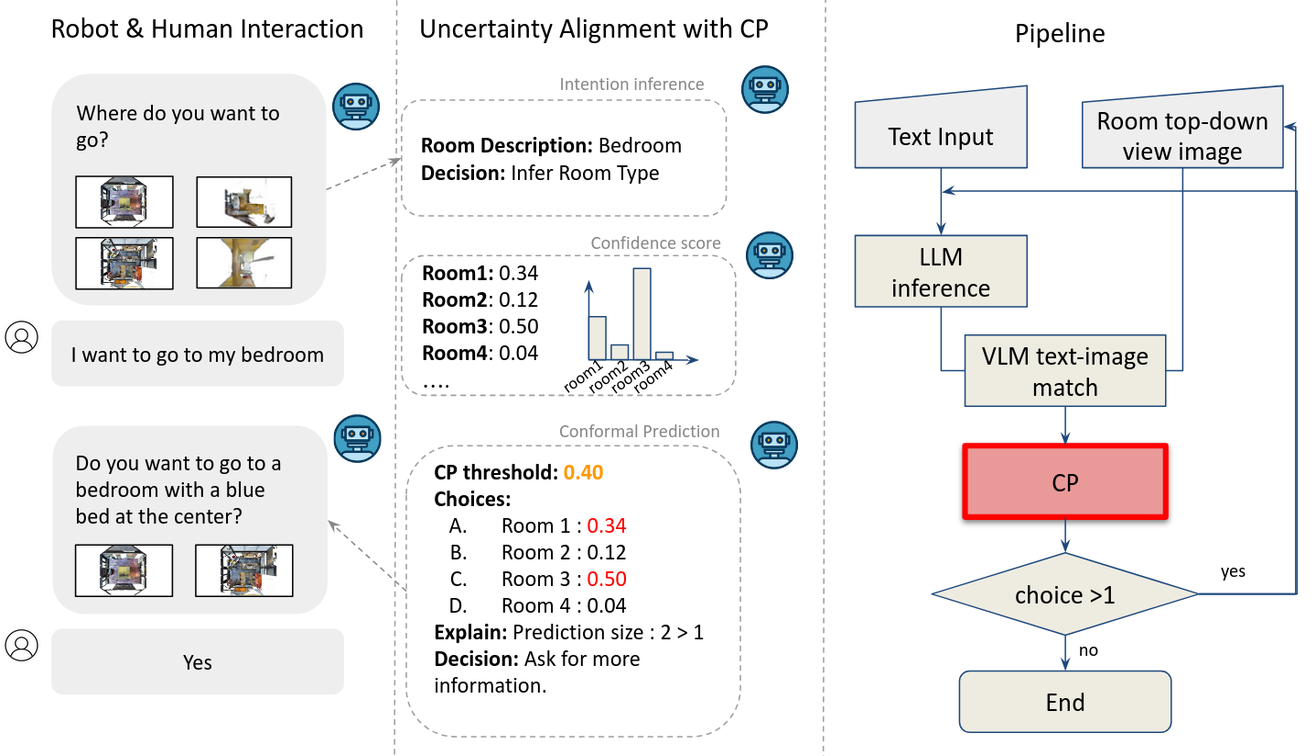 Robot & Human Interaction
Where do you want to
go?
I want to go to my bedroom
Do you want to go to a
bedroom with a blue
bed at the center?
Yes
Uncertainty Alignment with CP
Intention inference
Room Description: Bedroom
Decision: Infer Room Type
Confidence score
Room1: 0.34
Room2: 0.12
Room3: 0.50
Room4: 0.04
....
room1
room2
room3
room4
Conformal Prediction
CP threshold: 0.40
Choices:
A. Room 1 : 0.34
B. Room 2 : 0.12
C. Room 3 : 0.50
D. Room 4 : 0.04
Explain: Prediction size : 2 > 1
Decision: Ask for more
information.
Pipeline
Text Input
Room top-down
view image
LLM
inference
VLM text-image
match
CP
choice >1
yes
no
End